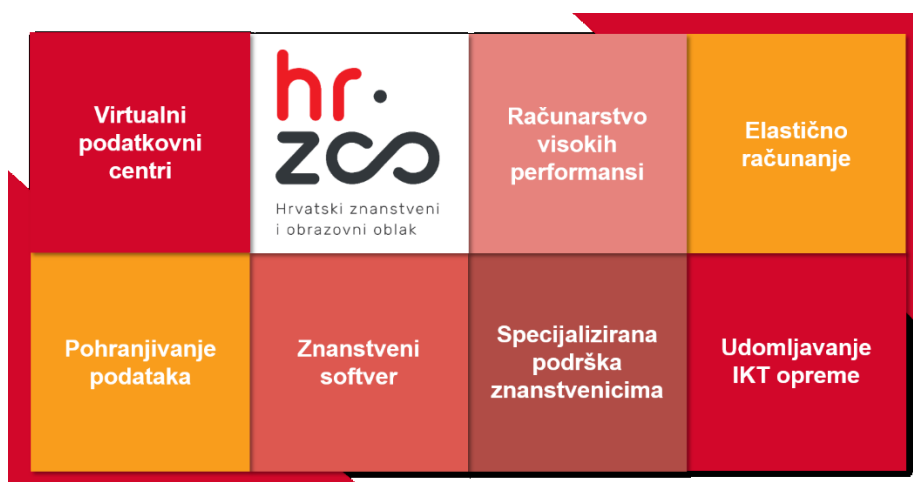 Virtualni
podatkovni
centri
hr.
zoo
Hrvatski znanstveni
i obrazovni oblak
Računarstvo
visokih
performansi
Elastično
računanje
Pohranjivanje
podataka
Znanstveni
softver
Specijalizirana
podrška
znanstvenicima
Udomljavanje
IKT opreme